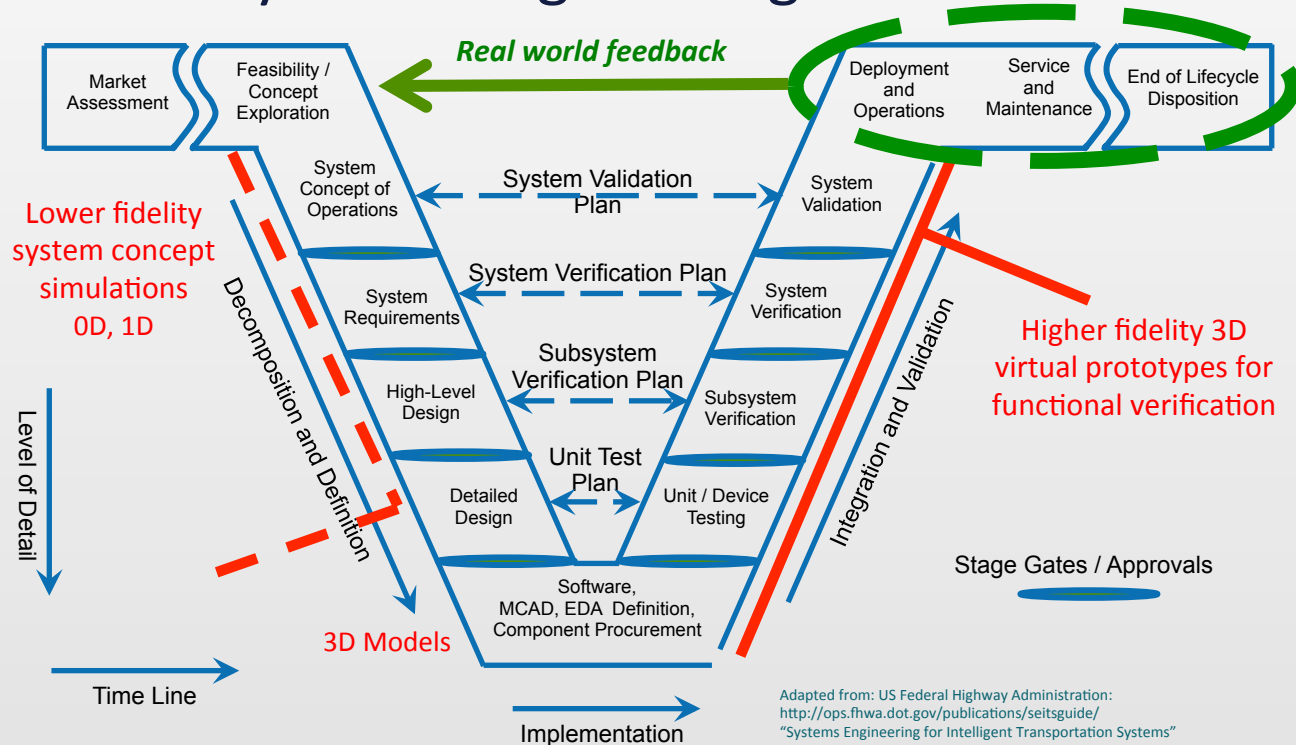 Real world feedback
Market
Assessment
Feasibility /
Concept
Exploration
Deployment
and
Operations
Service
and
Maintenance
End of Lifecycle
Disposition
System
Concept of
Operations
System Validation
Plan
System
Validation
Lower fidelity
system concept
simulations
0D, 1D
System
Requirements
System Verification Plan
System
Verification
Higher fidelity 3D
virtual prototypes for
functional verification
Decomposition and Definition
High-Level
Design
Subsystem
Verification Plan
Subsystem
Verification
Integration and Validation
Level of Detail
Detailed
Design
Unit Test
Plan
Unit / Device
Testing
Stage Gates / Approvals
Software,
MCAD, EDA Definition,
Component Procurement
3D Models
Time Line
Implementation
Adapted from: US Federal Highway Administration:
http://ops.fhwa.dot.gov/publications/seitsguide/
“Systems Engineering for Intelligent Transportation Systems”